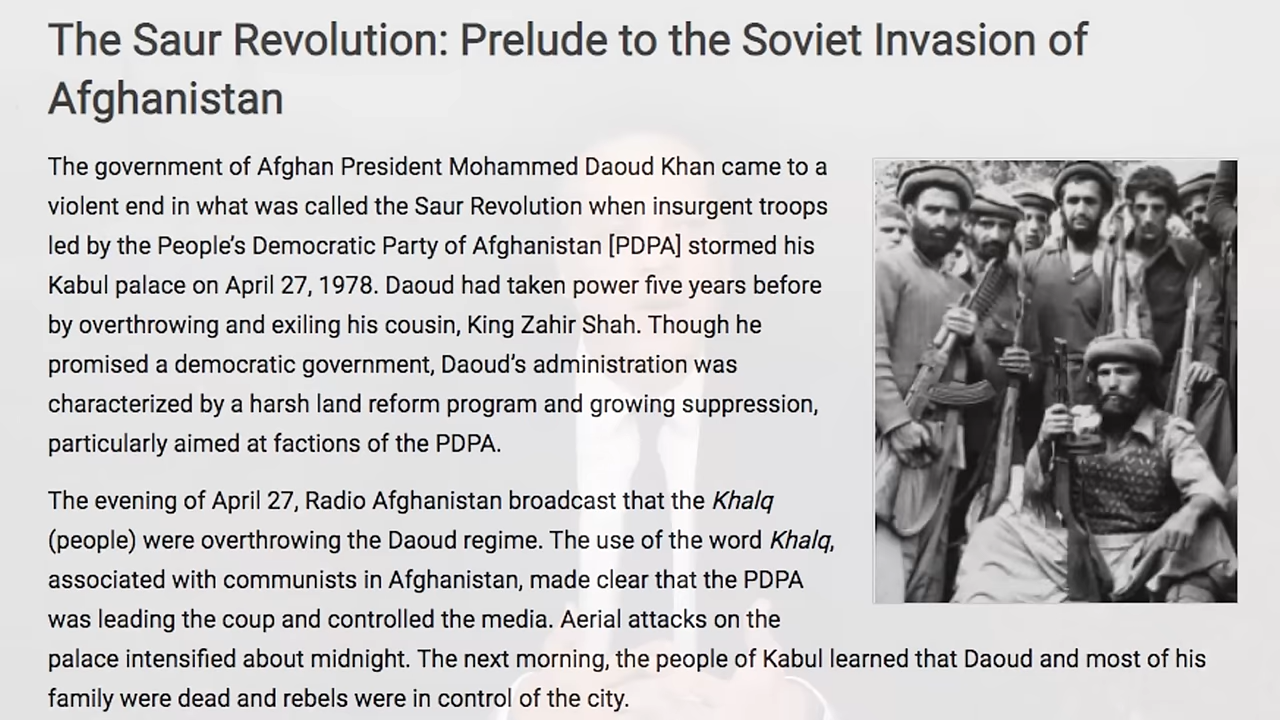 The Saur Revolution: Prelude to the Soviet Invasion of
Afghanistan
The government of Afghan President Mohammed Daoud Khan came to a
violent end in what was called the Saur Revolution when insurgent troops
led by the People’s Democratic Party of Afghanistan [PDPA] stormed his
Kabul palace on April 27, 1978. Daoud had taken power five years before
by overthrowing and exiling his cousin, King Zahir Shah. Though he
promised a democratic government, Daoud’s administration was
characterized by a harsh land reform program and growing suppression,
particularly aimed at factions of the PDPA.
The evening of April 27, Radio Afghanistan broadcast that the Khalq
(people) were overthrowing the Daoud regime. The use of the word Khalq,
associated with communists in Afghanistan, made clear that the PDPA
was leading the coup and controlled the media. Aerial attacks on the
palace intensified about midnight. The next morning, the people of Kabul learned that Daoud and most of his
family were dead and rebels were in control of the city.